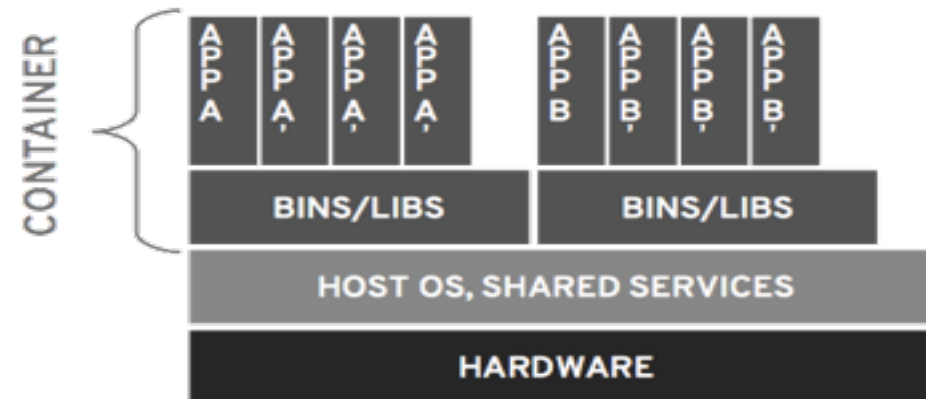 CONTAINER
APP A
APP A'
APP A'
APP A'
APP B
APP B'
APP B'
APP B'
BINS/LIBS
BINS/LIBS
HOST OS, SHARED SERVICES
HARDWARE